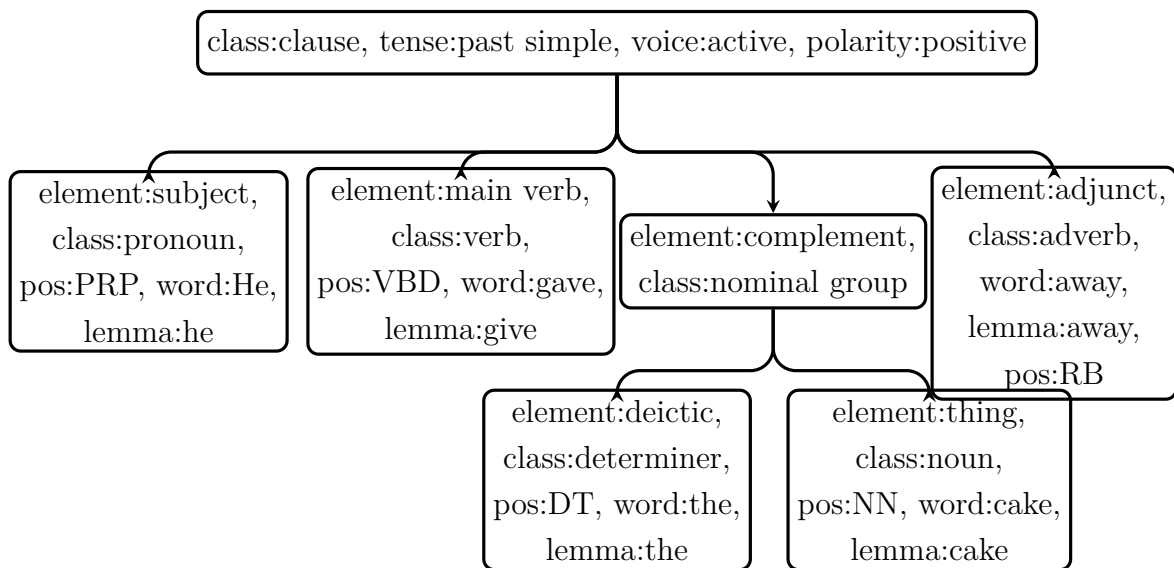 class:clause, tense:past simple, voice:active, polarity:positive
element:subject,
class:pronoun,
pos:PRP, word:He,
lemma:he
element:main verb,
class:verb,
pos:VBD, word:gave,
lemma:give
element:complement,
class:nominal group
element:adjunct,
class:adverb,
word:away,
lemma:away,
pos:RB
element:deictic,
class:determiner,
pos:DT, word:the,
lemma:the
element:thing,
class:noun,
pos:NN, word:cake,
lemma:cake